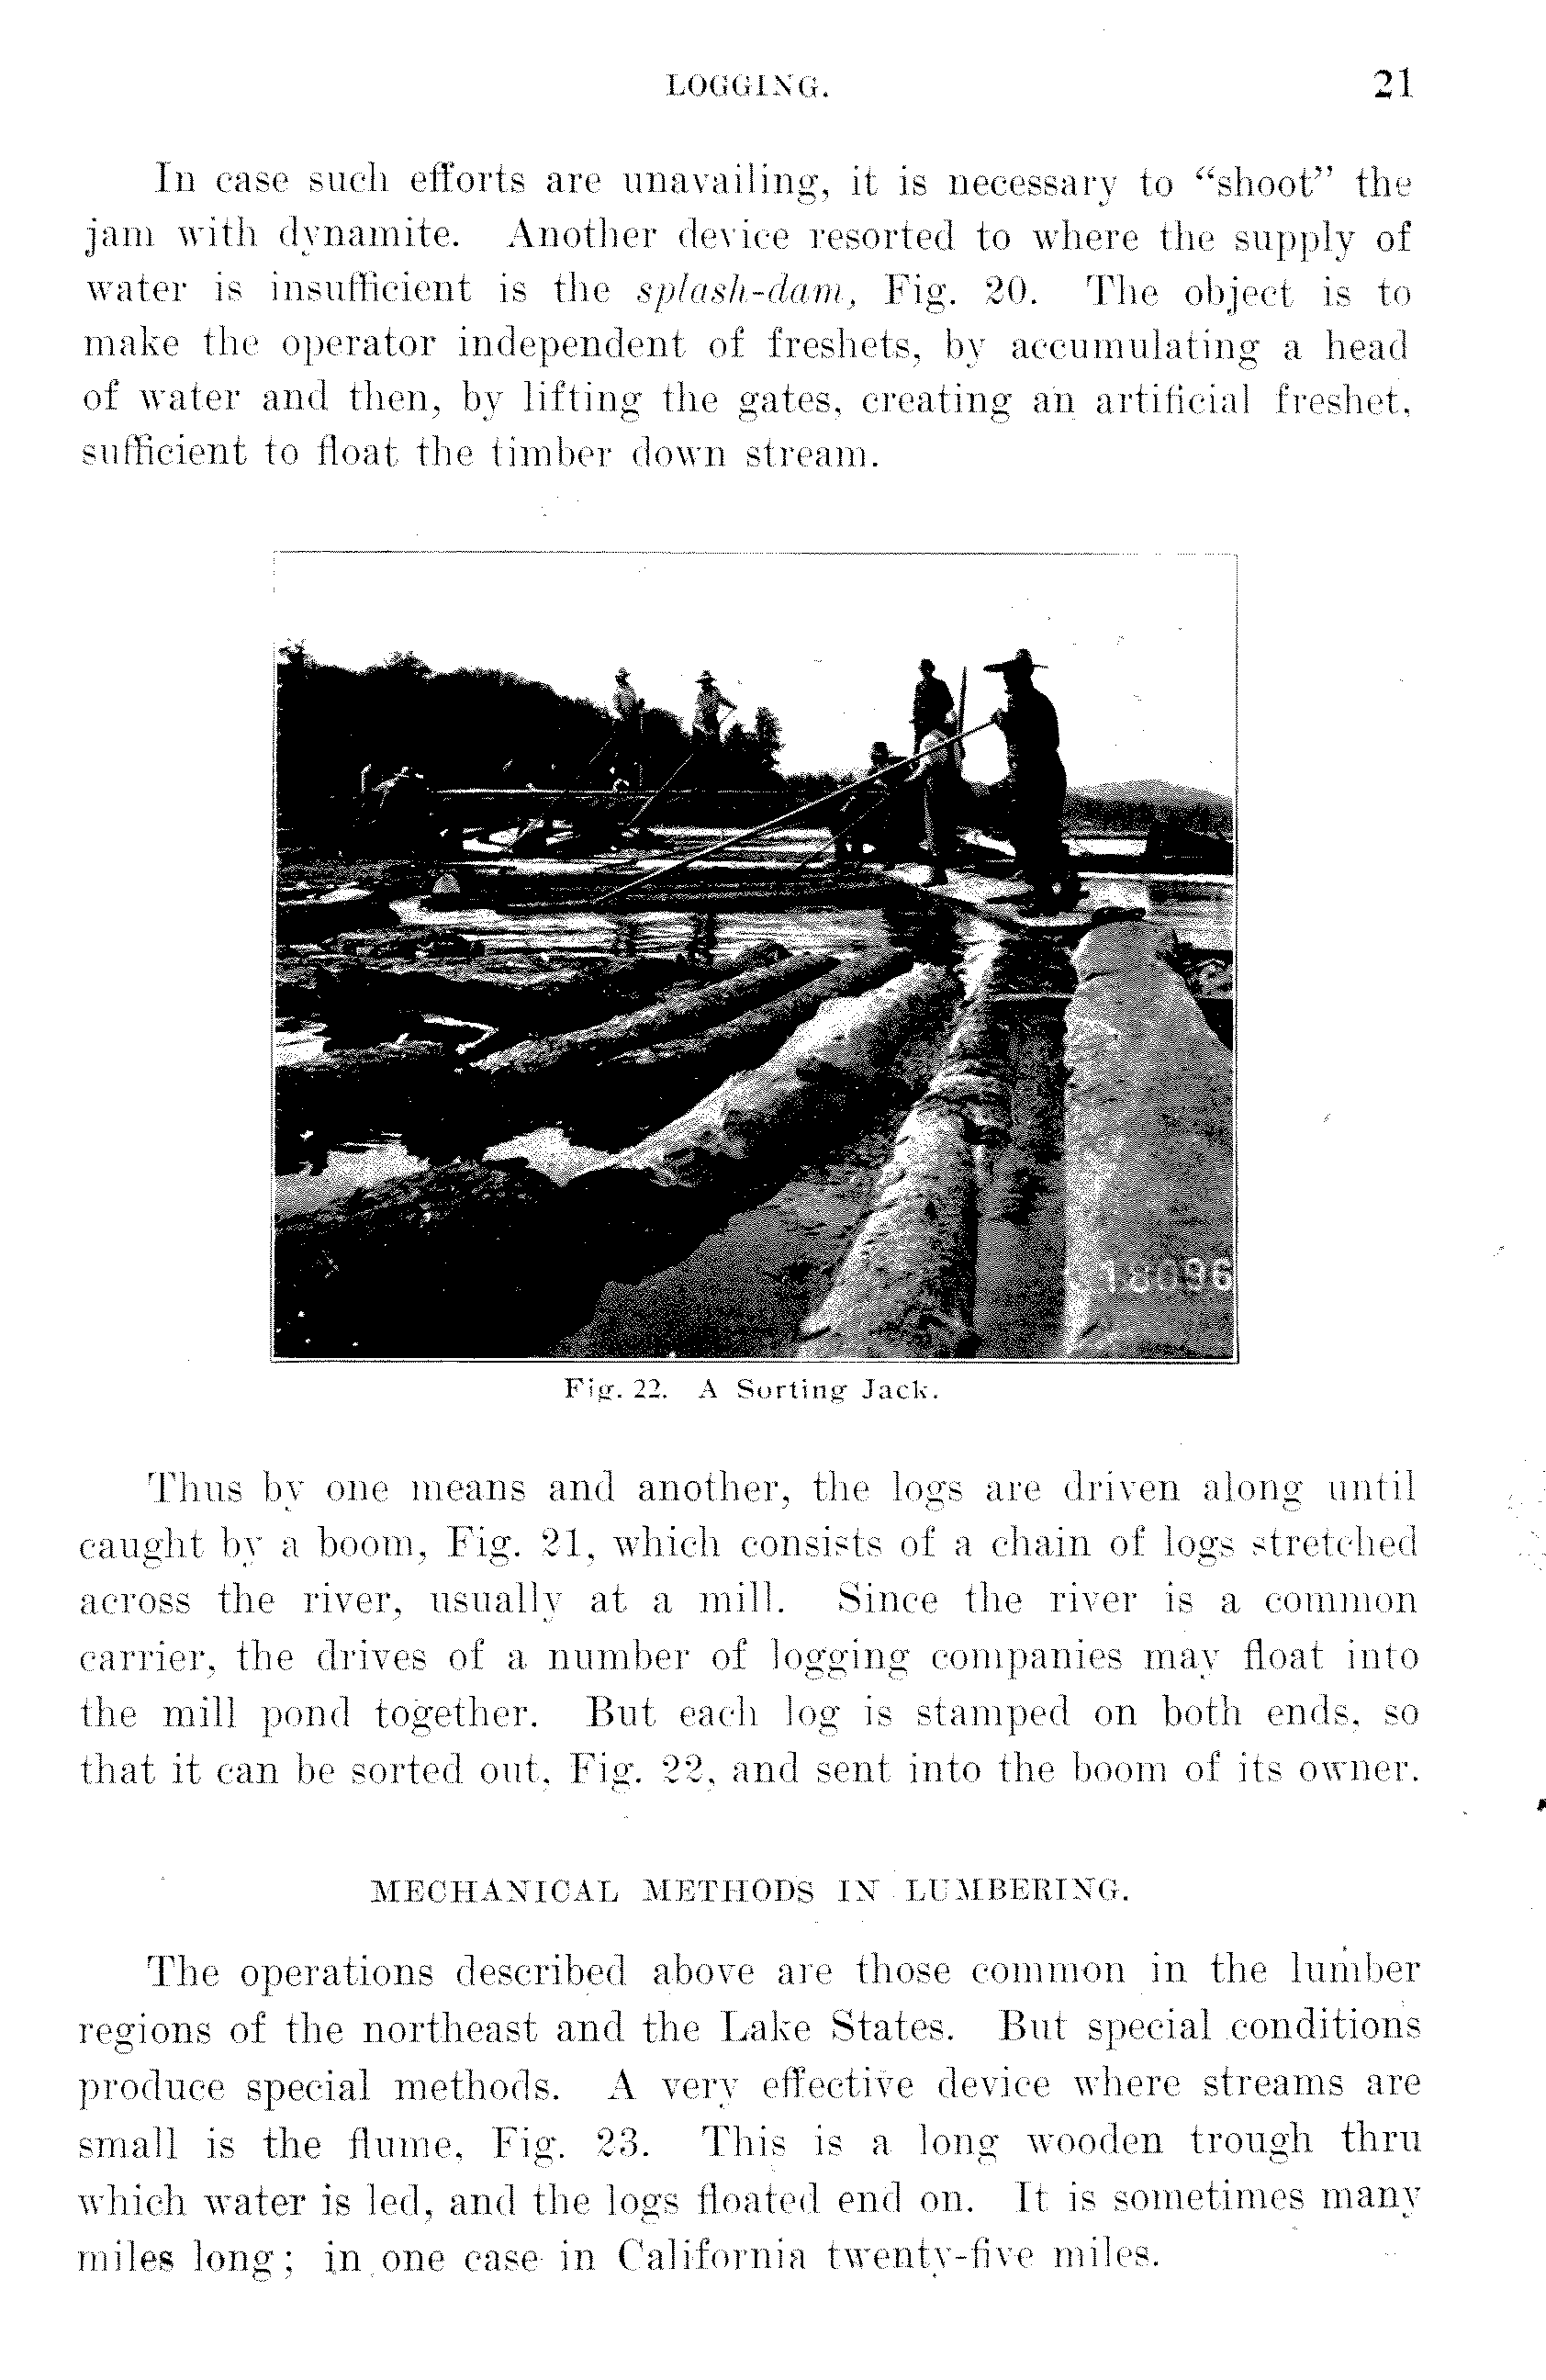 LOGGING. 21
In case such efforts are unavailing, it is necessary to “shoot” the
jam with dynamite. Another device resorted to where the supply of
water is insufficient is the splash-dam, Fig. 20. The object is to
make the operator independent of freshets, by accumulating a head
of water and then, by lifting the gates, creating an artificial freshet,
sufficient to float the timber down stream.
18096
Fig. 22. A Sorting Jack.
Thus by one means and another, the logs are driven along until
caught by a boom, Fig. 21, which consists of a chain of logs stretched
across the river, usually at a mill. Since the river is a common
carrier, the drives of a number of logging companies may float into
the mill pond together. But each log is stamped on both ends, so
that it can be sorted out, Fig. 22, and sent into the boom of its owner.
MECHANICAL METHODS IN LUMBERING.
The operations described above are those common in the lumber
regions of the northeast and the Lake States. But special conditions
produce special methods. A very effective device where streams are
small is the flume, Fig. 23. This is a long wooden trough thru
which water is led, and the logs floated end on. It is sometimes many
miles long; in one case in California twenty-five miles.